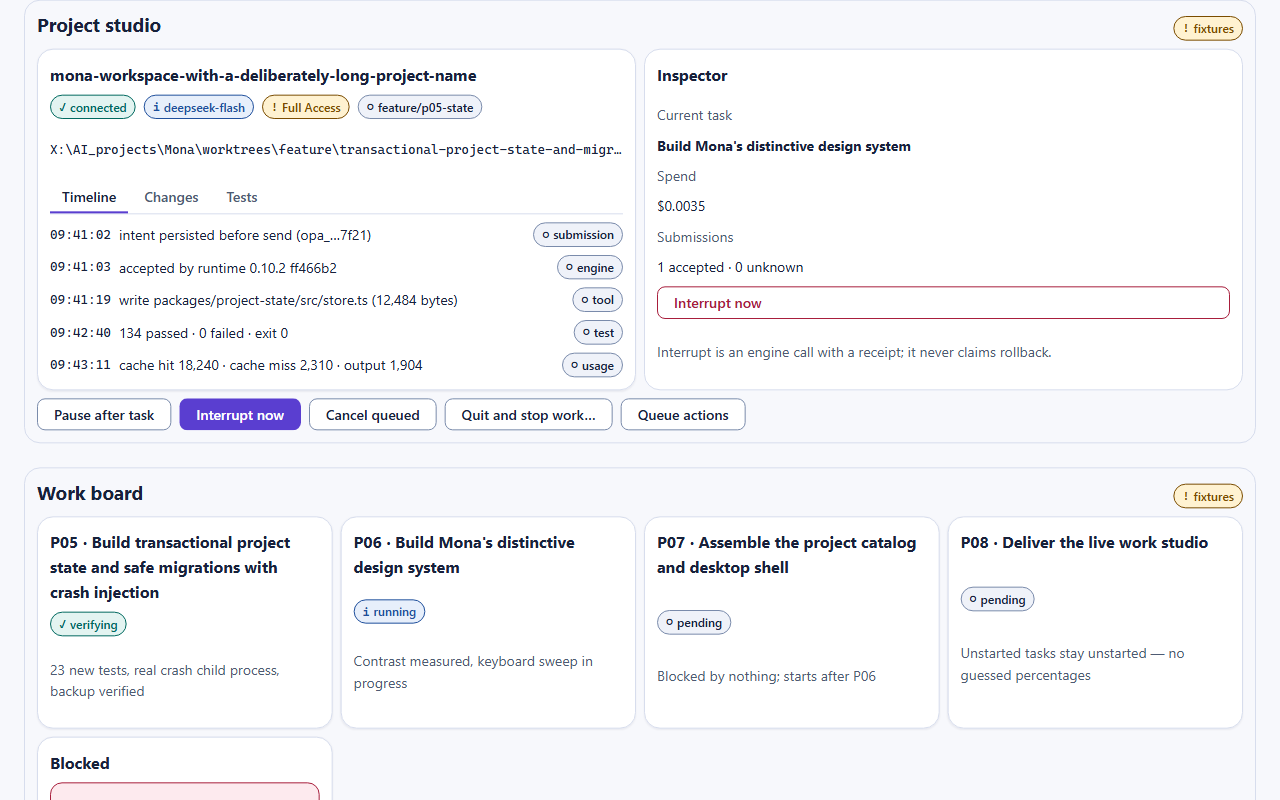 Project studio
! fixtures
mona-workspace-with-a-deliberately-long-project-name
✓ connected
i deepseek-flash
! Full Access
feature/p05-state
X:\AI_projects\Mona\worktrees\feature\transactional-project-state-and-migr…
Timeline
Changes
Tests
09:41:02 intent persisted before send (opa_…7f21) submission
09:41:03 accepted by runtime 0.10.2 ff466b2 engine
09:41:19 write packages/project-state/src/store.ts (12,484 bytes) tool
09:42:40 134 passed · 0 failed · exit 0 test
09:43:11 cache hit 18,240 · cache miss 2,310 · output 1,904 usage
Inspector
Current task
Build Mona's distinctive design system
Spend
$0.0035
Submissions
1 accepted · 0 unknown
Interrupt now
Interrupt is an engine call with a receipt; it never claims rollback.
Pause after task
Interrupt now
Cancel queued
Quit and stop work…
Queue actions
Work board
! fixtures
P05 · Build transactional project
state and safe migrations with
crash injection
✓ verifying
23 new tests, real crash child process,
backup verified
P06 · Build Mona's distinctive
design system
i running
Contrast measured, keyboard sweep in
progress
P07 · Assemble the project catalog
and desktop shell
pending
Blocked by nothing; starts after P06
P08 · Deliver the live work studio
pending
Unstarted tasks stay unstarted — no
guessed percentages
Blocked